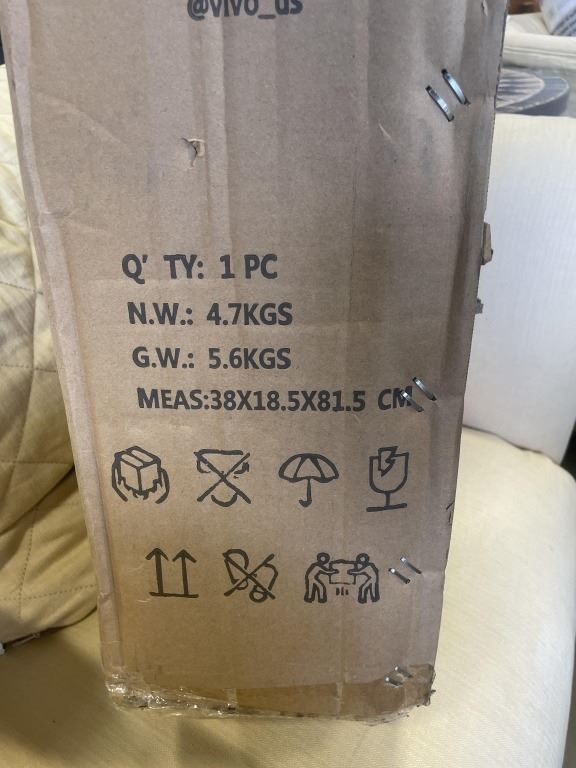 @vivo_us
Q' TY: 1 PC
N.W.: 4.7KGS
G.W.: 5.6KGS
MEAS:38X18.5X81.5 CM